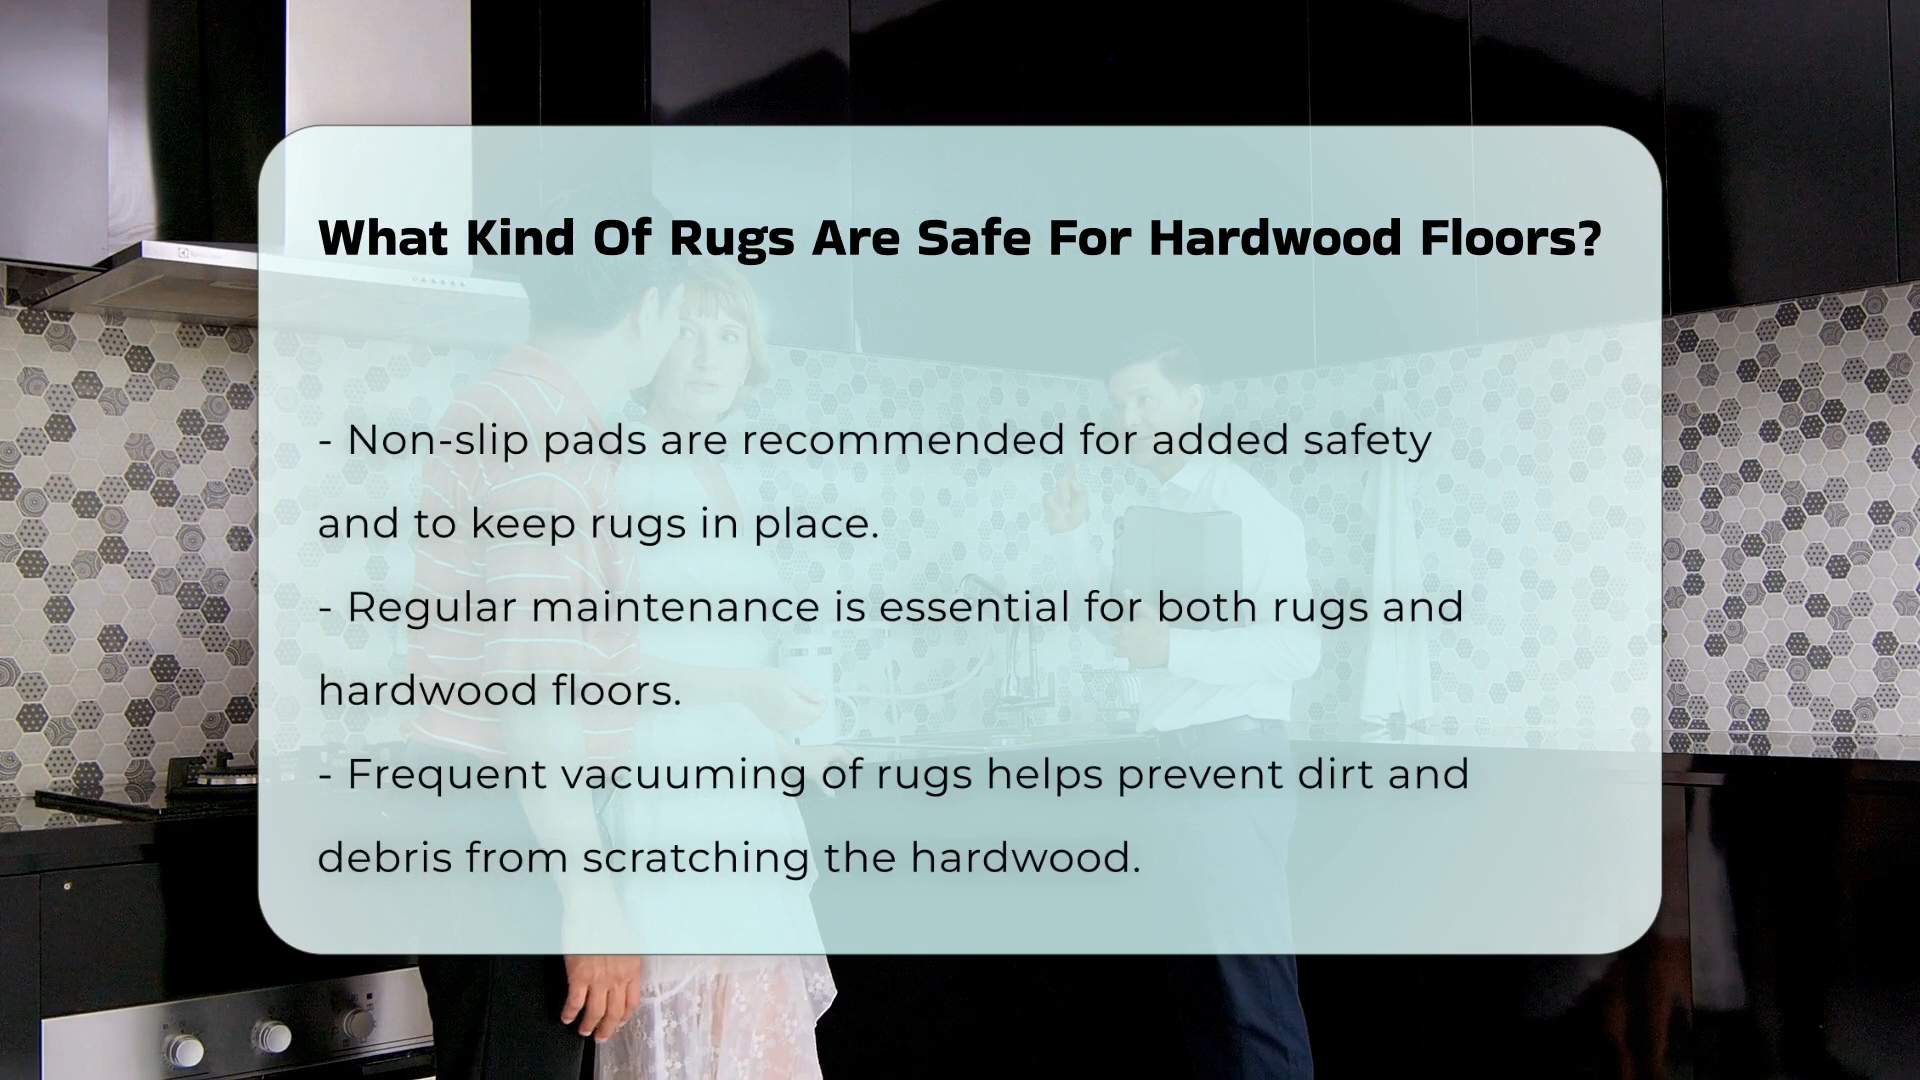 What Kind Of Rugs Are Safe For Hardwood Floors?
- Non-slip pads are recommended for added safety
and to keep rugs in place.
- Regular maintenance is essential for both rugs and
hardwood floors.
- Frequent vacuuming of rugs helps prevent dirt and
debris from scratching the hardwood.